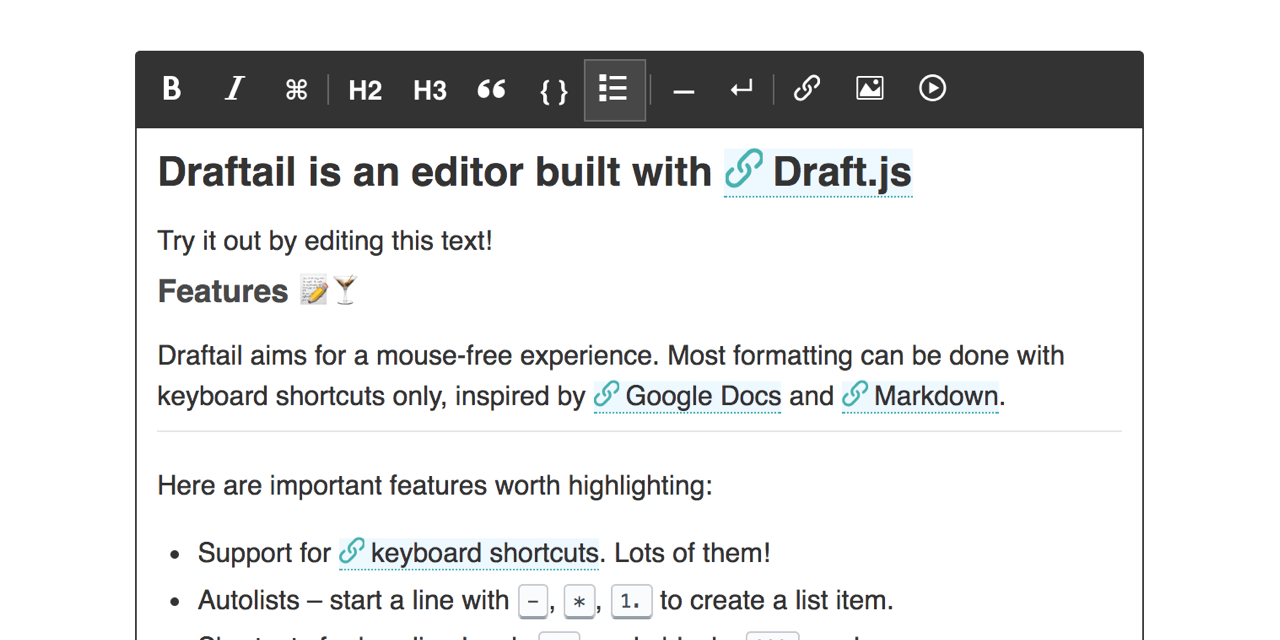 B I ⌘ H2 H3 “ { } — ↵
Draftail is an editor built with Draft.js
Try it out by editing this text!
Features 📝🍸
Draftail aims for a mouse-free experience. Most formatting can be done with
keyboard shortcuts only, inspired by Google Docs and Markdown.
Here are important features worth highlighting:
• Support for keyboard shortcuts. Lots of them!
• Autolists – start a line with -, *, 1. to create a list item.